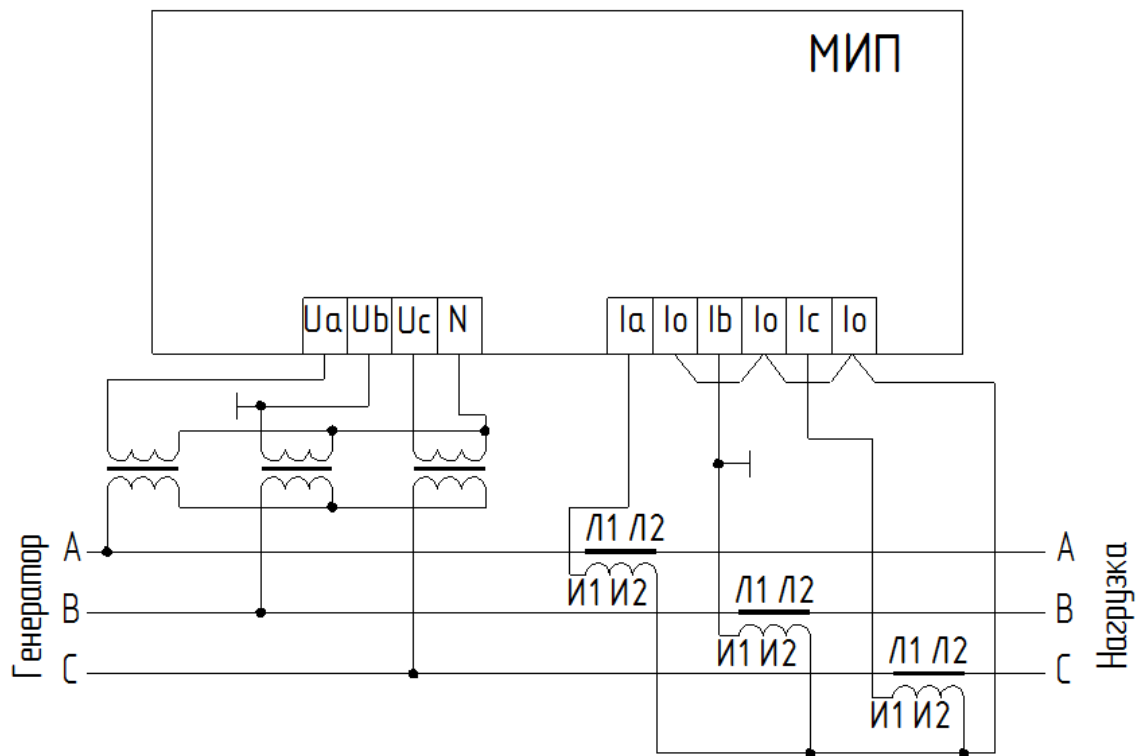 МИП
Ua Ub Uc N Ia Io Ib Io Ic Io
Генератор
A Л1 Л2 A
И1 И2
B Л1 Л2 B
И1 И2
C Л1 Л2 C
И1 И2
Нагрузка